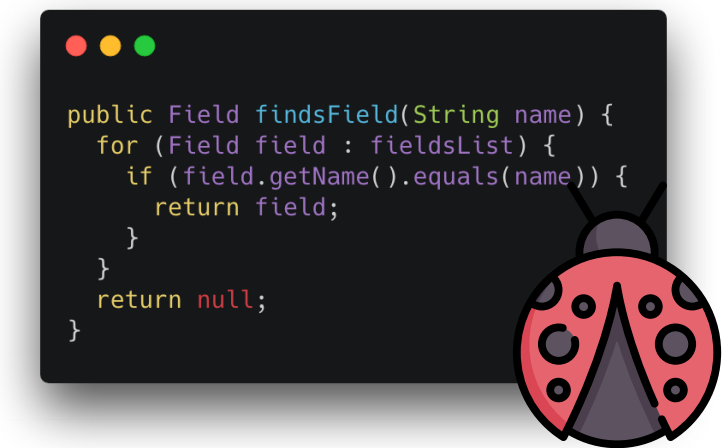 public Field findsField(String name) {
  for (Field field : fieldsList) {
    if (field.getName().equals(name)) {
      return field;
    }
  }
  return null;
}